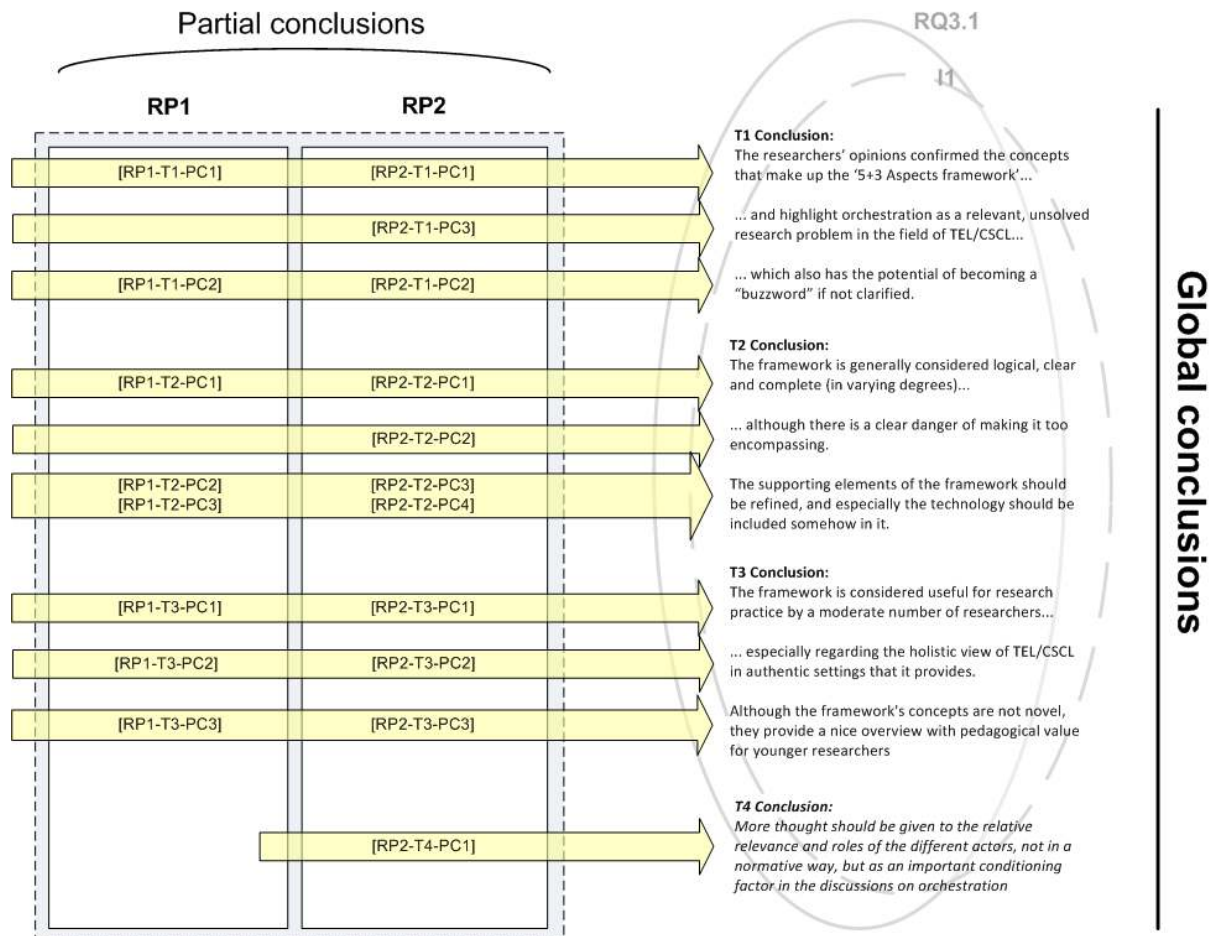 Partial conclusions
RQ3.1
I1
RP1
RP2
T1 Conclusion:
[RP1-T1-PC1]
[RP2-T1-PC1]
The researchers' opinions confirmed the concepts
that make up the '5+3 Aspects framework'...
[RP2-T1-PC3]
... and highlight orchestration as a relevant, unsolved
research problem in the field of TEL/CSCL...
[RP1-T1-PC2]
[RP2-T1-PC2]
... which also has the potential of becoming a
“buzzword” if not clarified.
T2 Conclusion:
[RP1-T2-PC1]
[RP2-T2-PC1]
The framework is generally considered logical, clear
and complete (in varying degrees)...
[RP2-T2-PC2]
... although there is a clear danger of making it too
encompassing.
[RP1-T2-PC2]
[RP1-T2-PC3]
[RP2-T2-PC3]
[RP2-T2-PC4]
The supporting elements of the framework should
be refined, and especially the technology should be
included somehow in it.
T3 Conclusion:
[RP1-T3-PC1]
[RP2-T3-PC1]
The framework is considered useful for research
practice by a moderate number of researchers...
[RP1-T3-PC2]
[RP2-T3-PC2]
... especially regarding the holistic view of TEL/CSCL
in authentic settings that it provides.
[RP1-T3-PC3]
[RP2-T3-PC3]
Although the framework's concepts are not novel,
they provide a nice overview with pedagogical value
for younger researchers
T4 Conclusion:
[RP2-T4-PC1]
More thought should be given to the relative
relevance and roles of the different actors, not in a
normative way, but as an important conditioning
factor in the discussions on orchestration
Global conclusions